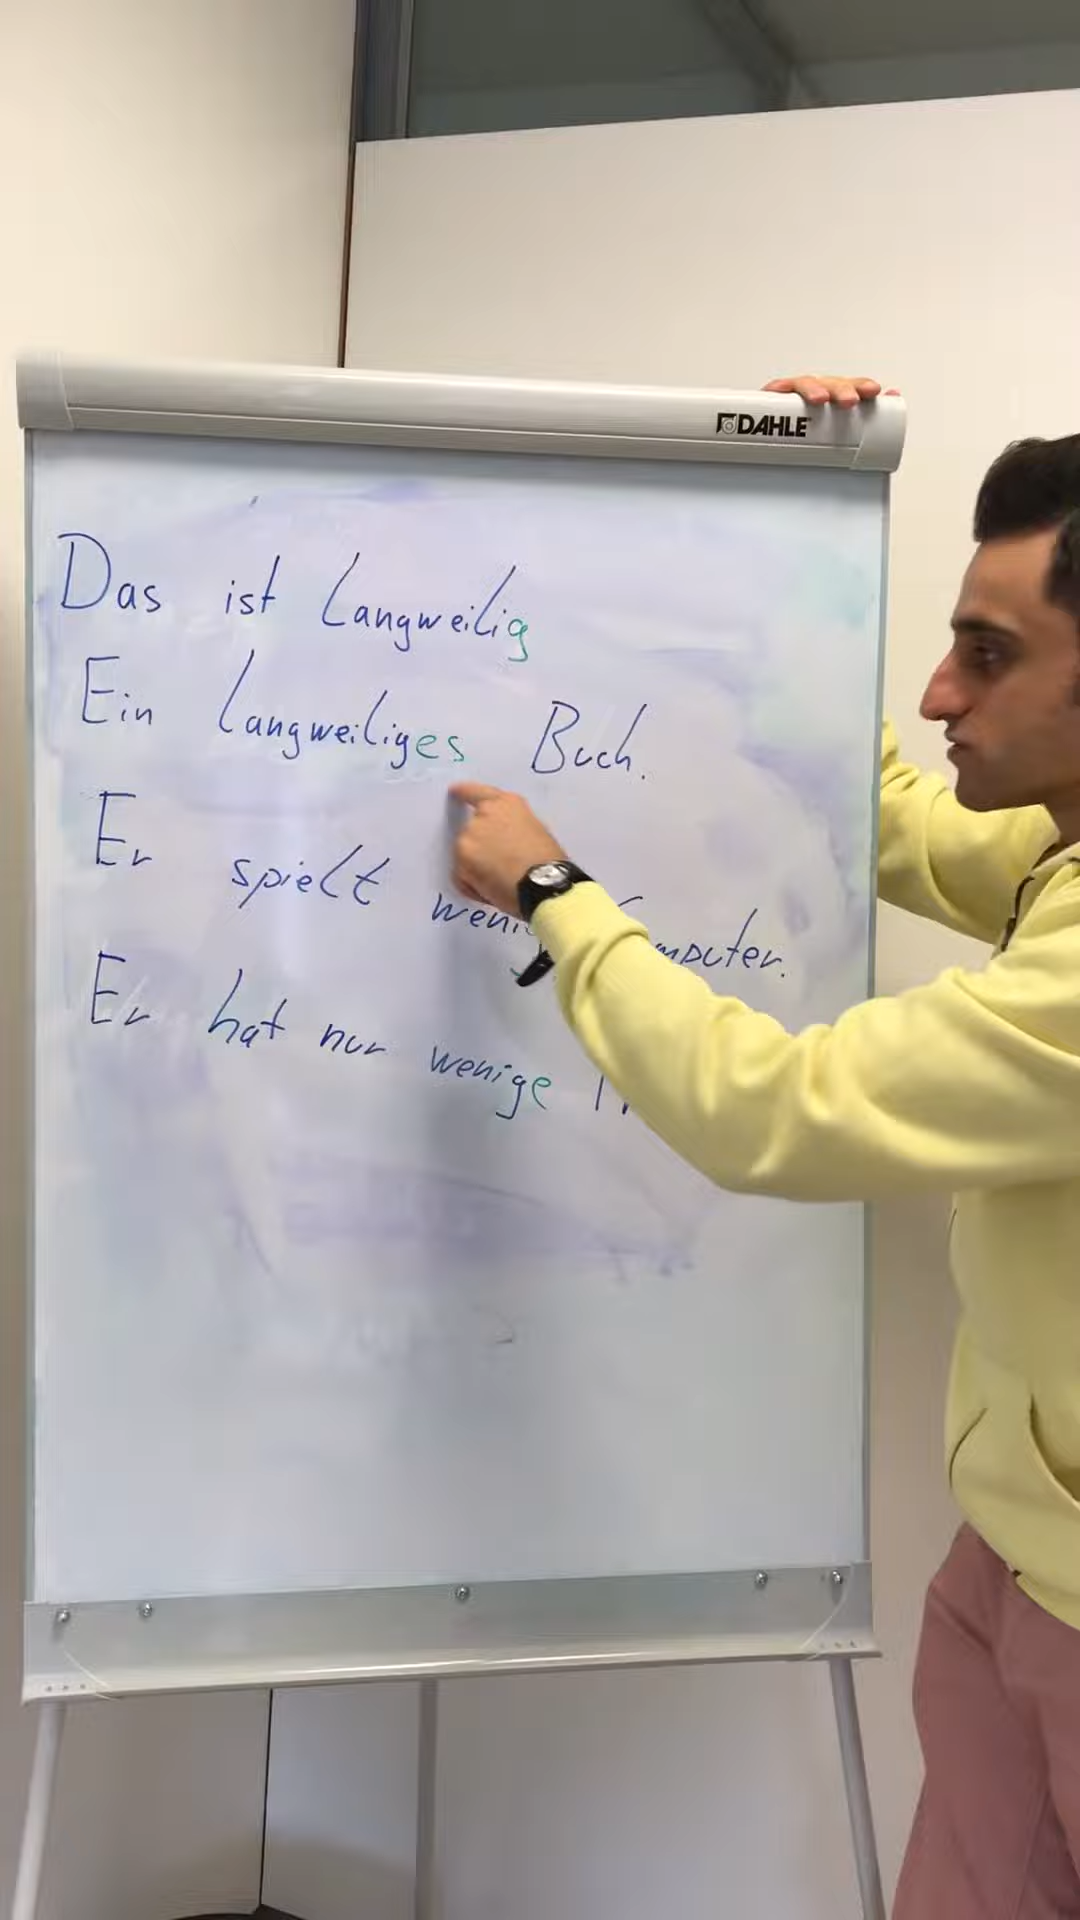 DAHLE
Das ist Langweilig
Ein Langweiliges Buch.
Er spielt
Er hat nur wenige